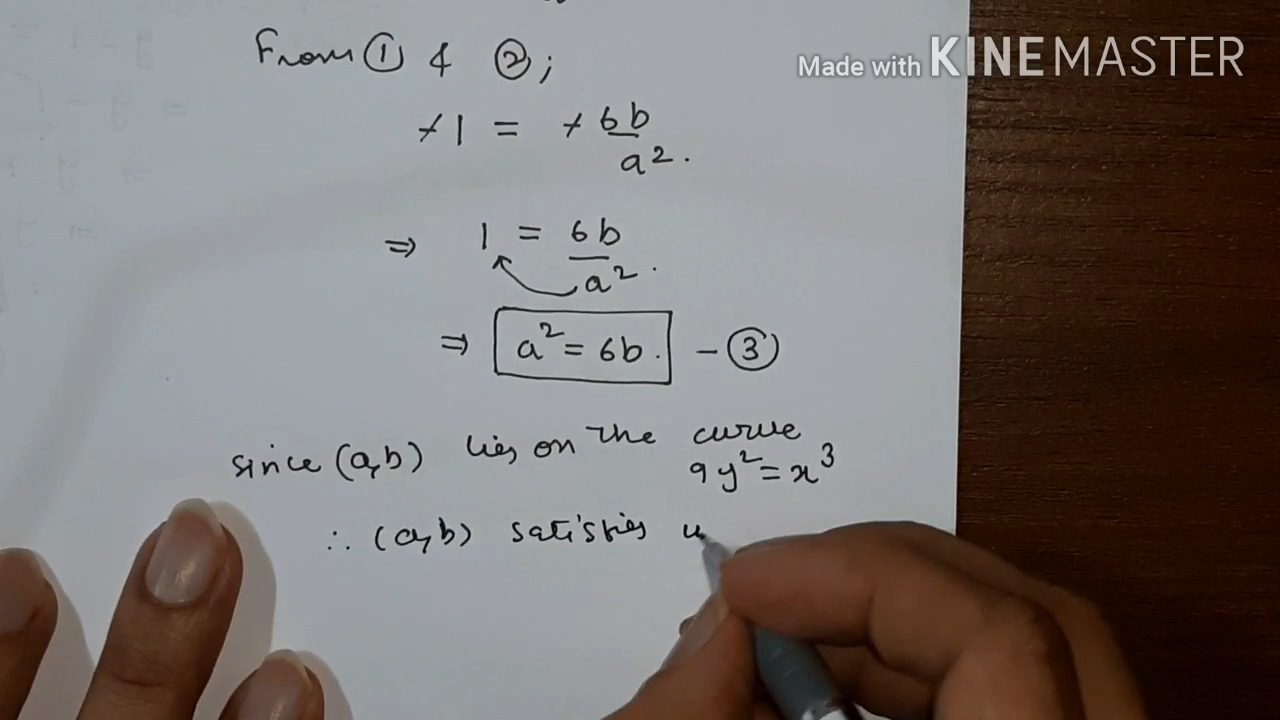 Made with KINEMASTER
From ① & ②;
-1 = -6b/a².
⇒ 1 = 6b/a².
⇒ a² = 6b. - ③
since (a,b) lies on the curve
9y² = x³
∴ (a,b) satisfies